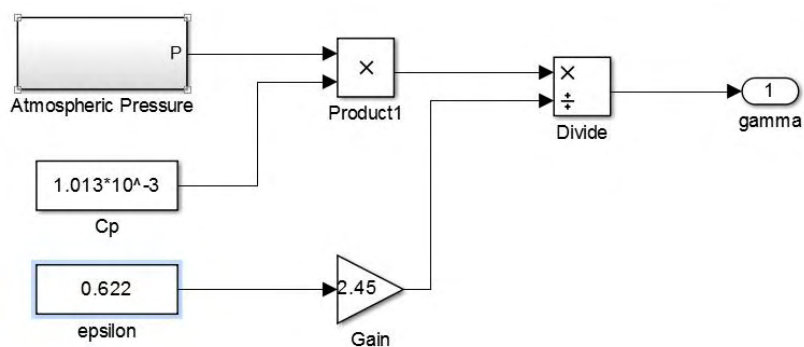 P
Atmospheric Pressure
×
Product1
×
÷
Divide
1
gamma
1.013*10^-3
Cp
0.622
epsilon
2.45
Gain